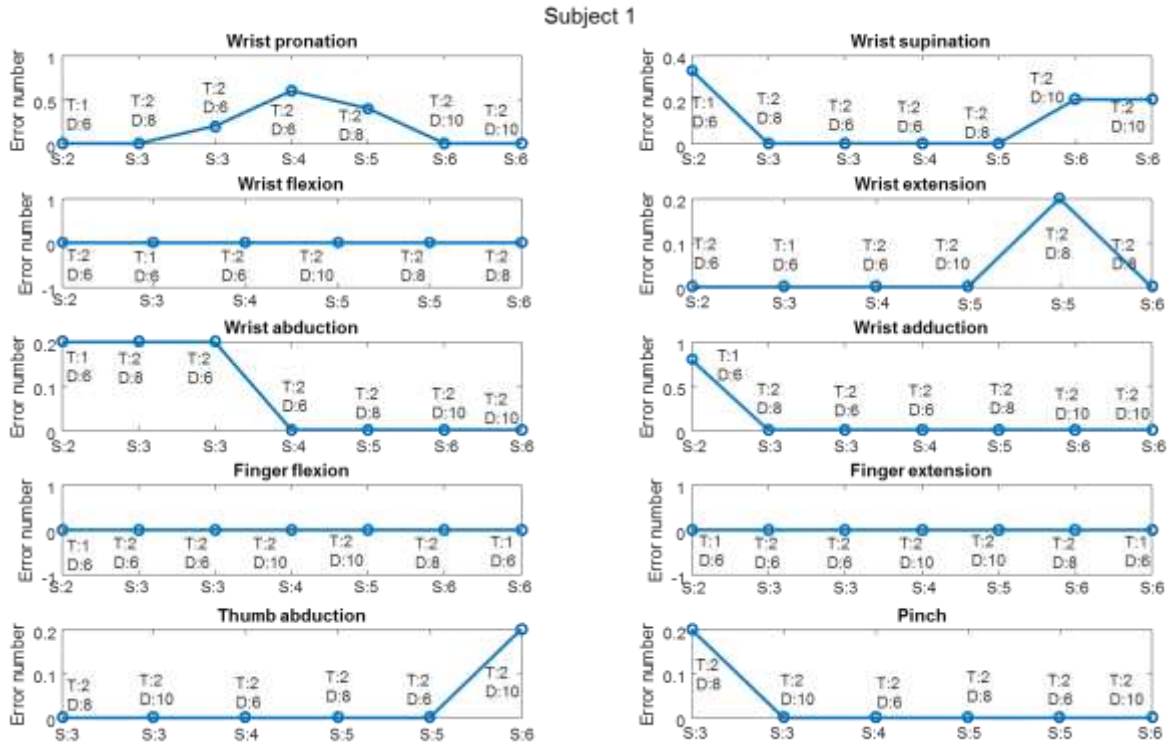 Subject 1
Wrist pronation
Error number
1
0.5
0
T:1 T:2 T:2 T:2 T:2 T:2 T:2
D:6 D:8 D:6 D:6 D:8 D:10 D:10
S:2 S:3 S:3 S:4 S:5 S:6 S:6
Wrist supination
Error number
0.4
0.2
0
T:1 T:2 T:2 T:2 T:2 T:2 T:2
D:6 D:8 D:6 D:6 D:8 D:10 D:10
S:2 S:3 S:3 S:4 S:5 S:6 S:6
Wrist flexion
Error number
1
0
-1
T:2 T:1 T:2 T:2 T:2 T:2
D:6 D:6 D:6 D:10 D:8 D:8
S:2 S:3 S:4 S:5 S:5 S:6
Wrist extension
Error number
0.2
0.1
0
T:2 T:1 T:2 T:2 T:2 T:2
D:6 D:6 D:6 D:10 D:8 D:8
S:2 S:3 S:4 S:5 S:5 S:6
Wrist abduction
Error number
0.2
0.1
0
T:1 T:2 T:2 T:2 T:2 T:2 T:2
D:6 D:8 D:6 D:6 D:8 D:10 D:10
S:2 S:3 S:3 S:4 S:5 S:6 S:6
Wrist adduction
Error number
1
0.5
0
T:1 T:2 T:2 T:2 T:2 T:2 T:2
D:6 D:8 D:6 D:6 D:8 D:10 D:10
S:2 S:3 S:3 S:4 S:5 S:6 S:6
Finger flexion
Error number
1
0
-1
T:1 T:2 T:2 T:2 T:2 T:2 T:1
D:6 D:6 D:6 D:10 D:10 D:8 D:6
S:2 S:3 S:3 S:4 S:5 S:6 S:6
Finger extension
Error number
1
0
-1
T:1 T:2 T:2 T:2 T:2 T:2 T:1
D:6 D:6 D:6 D:10 D:10 D:8 D:6
S:2 S:3 S:3 S:4 S:5 S:6 S:6
Thumb abduction
Error number
0.2
0.1
0
T:2 T:2 T:2 T:2 T:2 T:2
D:8 D:10 D:6 D:8 D:6 D:10
S:3 S:3 S:4 S:5 S:5 S:6
Pinch
Error number
0.2
0.1
0
T:2 T:2 T:2 T:2 T:2 T:2
D:8 D:10 D:6 D:8 D:6 D:10
S:3 S:3 S:4 S:5 S:5 S:6